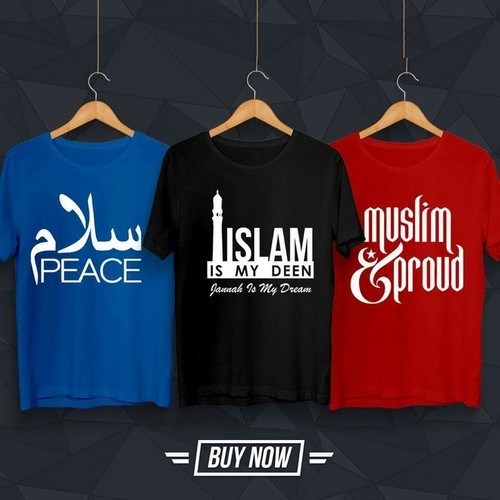 سلام
PEACE
ISLAM
IS MY DEEN
Jannah Is My Dream
muslim
&proud
BUY NOW